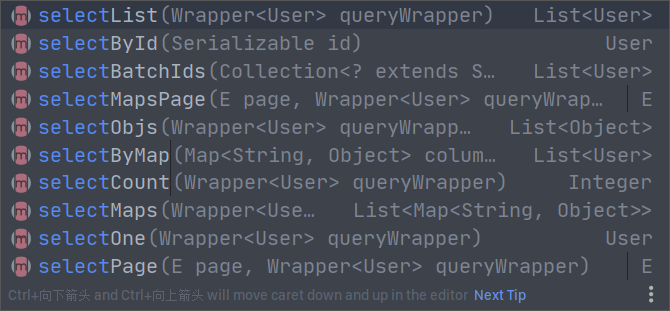 selectList(Wrapper<User> queryWrapper) List<User>
selectById(Serializable id) User
selectBatchIds(Collection<? extends S… List<User>
selectMapsPage(E page, Wrapper<User> queryWrap… E
selectObjs(Wrapper<User> queryWrapp… List<Object>
selectByMap(Map<String, Object> colum… List<User>
selectCount(Wrapper<User> queryWrapper) Integer
selectMaps(Wrapper<Use… List<Map<String, Object>>
selectOne(Wrapper<User> queryWrapper) User
selectPage(E page, Wrapper<User> queryWrapper) E
Ctrl+向下箭头 and Ctrl+向上箭头 will move caret down and up in the editor Next Tip